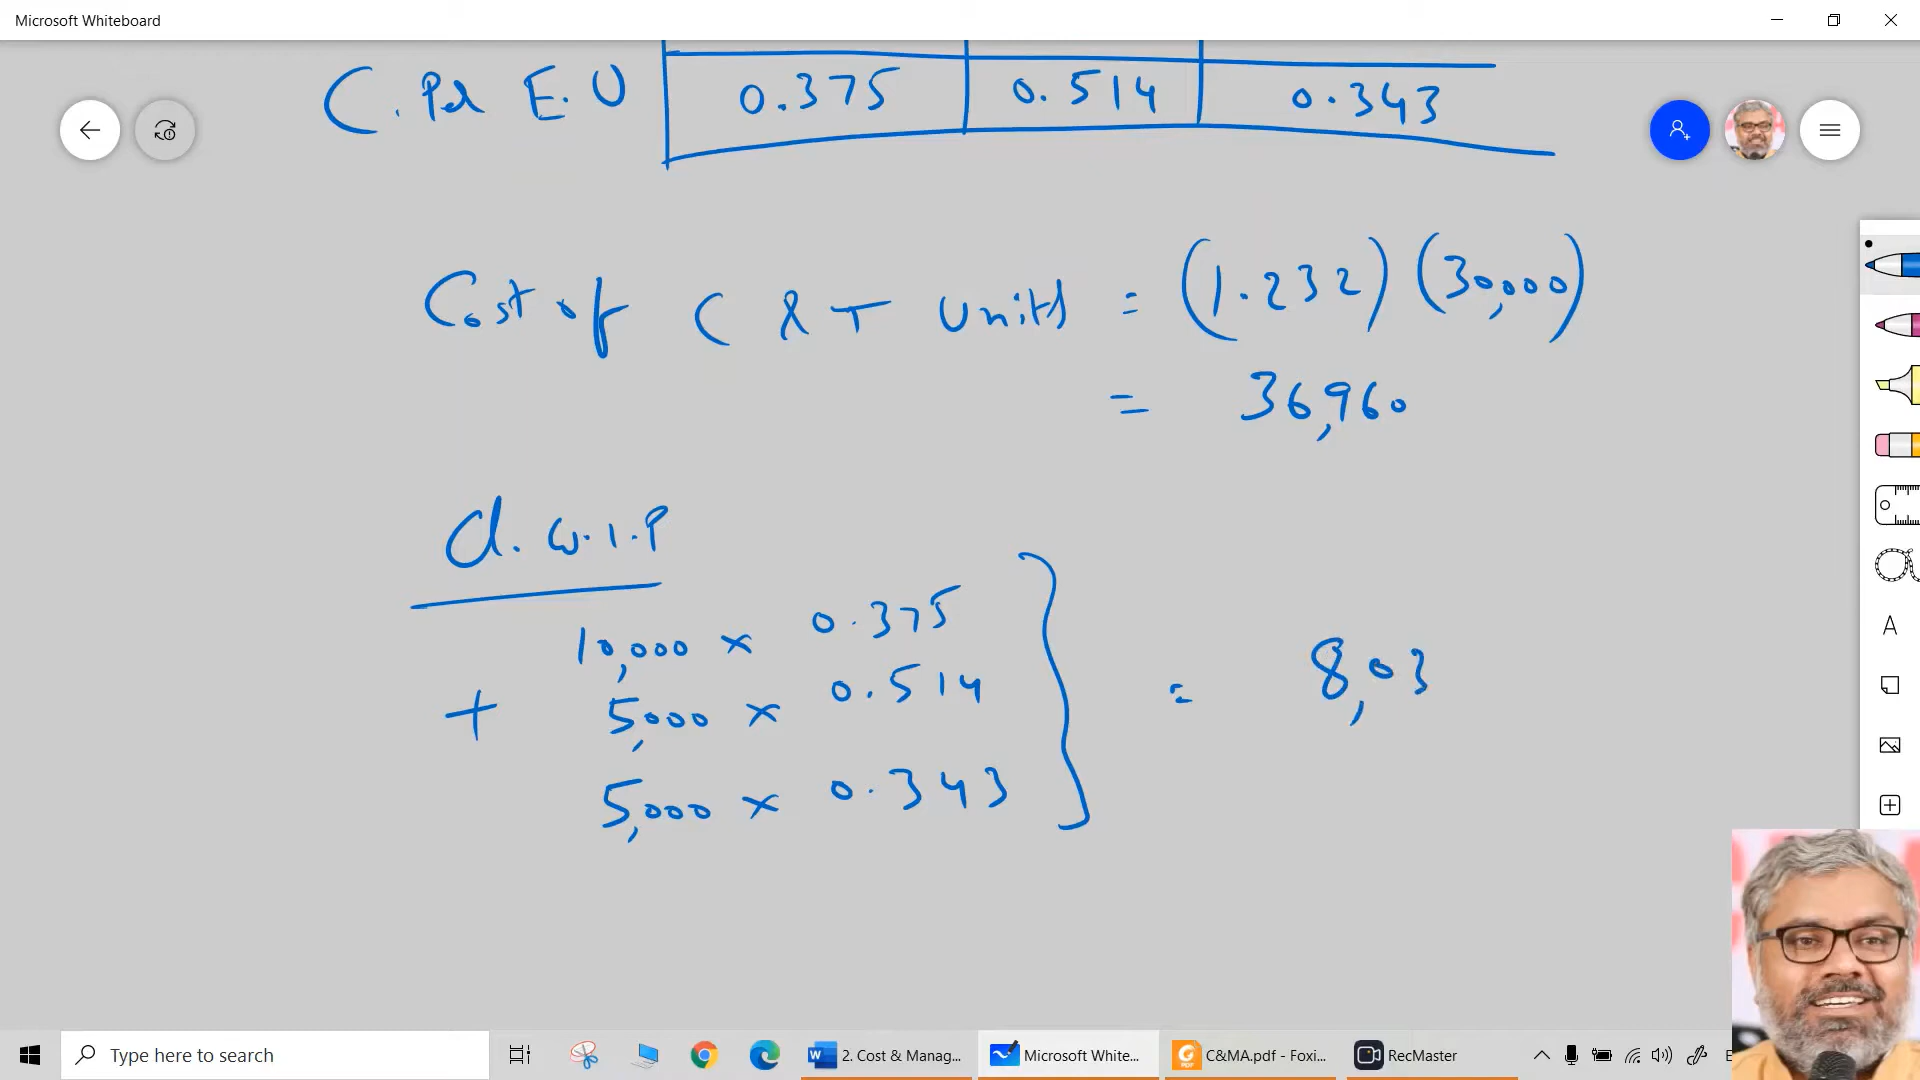 Microsoft Whiteboard
C. Per E.U 0.375 0.514 0.343
Cost of C & T Units = (1.232) (30,000)
= 36,960
Cl. W.I.P
10,000 × 0.375
+ 5,000 × 0.514 = 8,03
5,000 × 0.343
A
Type here to search
2. Cost & Manag...
Microsoft White...
C&MA.pdf - Foxi...
RecMaster